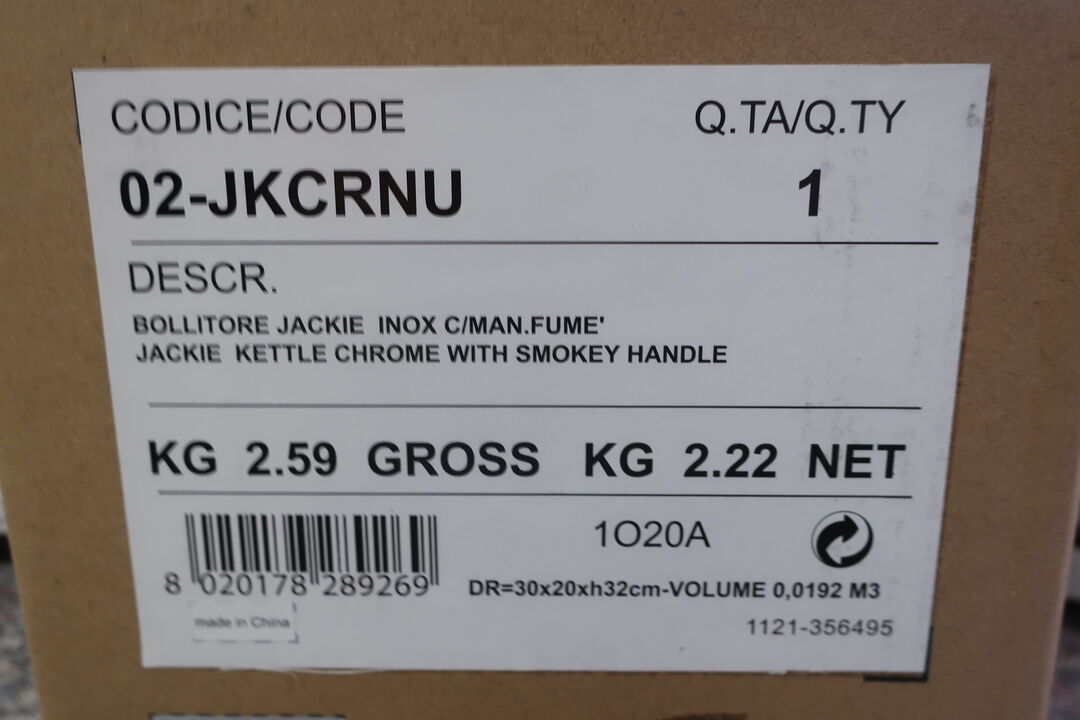 CODICE/CODE Q.TA/Q.TY
02-JKCRNU 1
DESCR.
BOLLITORE JACKIE INOX C/MAN.FUME'
JACKIE KETTLE CHROME WITH SMOKEY HANDLE
KG 2.59 GROSS KG 2.22 NET
1O20A
8 020178 289269
DR=30x20xh32cm-VOLUME 0,0192 M3
made in China
1121-356495